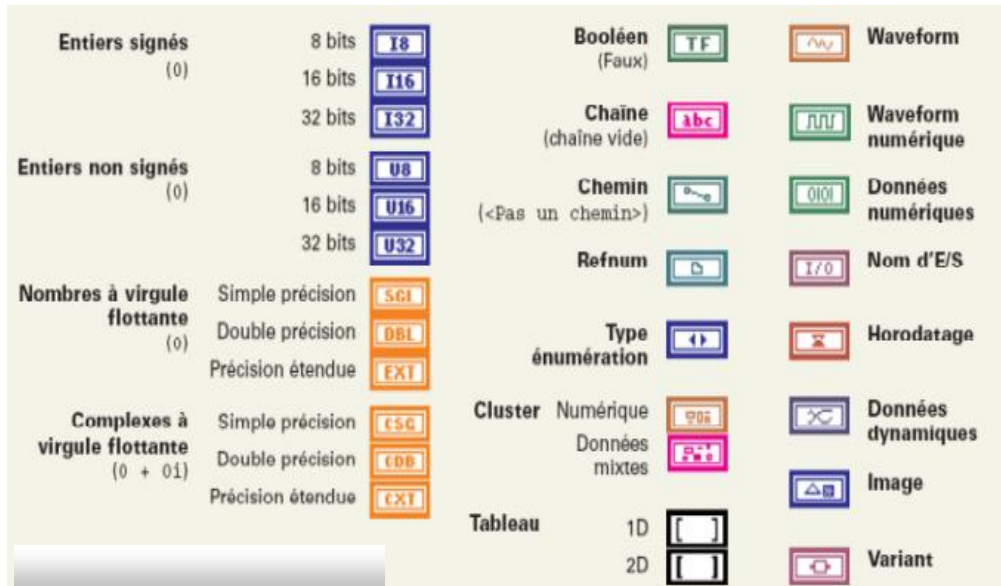 Entiers signés
(0)
8 bits I8
16 bits I16
32 bits I32
Entiers non signés
(0)
8 bits U8
16 bits U16
32 bits U32
Nombres à virgule
flottante
(0)
Simple précision SGL
Double précision DBL
Précision étendue EXT
Complexes à
virgule flottante
(0 + 0i)
Simple précision CSG
Double précision CDB
Précision étendue CXT
Booléen
(Faux)
TF
Chaîne
(chaîne vide)
abc
Chemin
(<Pas un chemin>)
Refnum
Type
énumération
Cluster Numérique
Données
mixtes
Tableau
1D [ ]
2D [ ]
Waveform
Waveform
numérique
Données
numériques
0101
Nom d'E/S
I/O
Horodatage
Données
dynamiques
Image
Variant